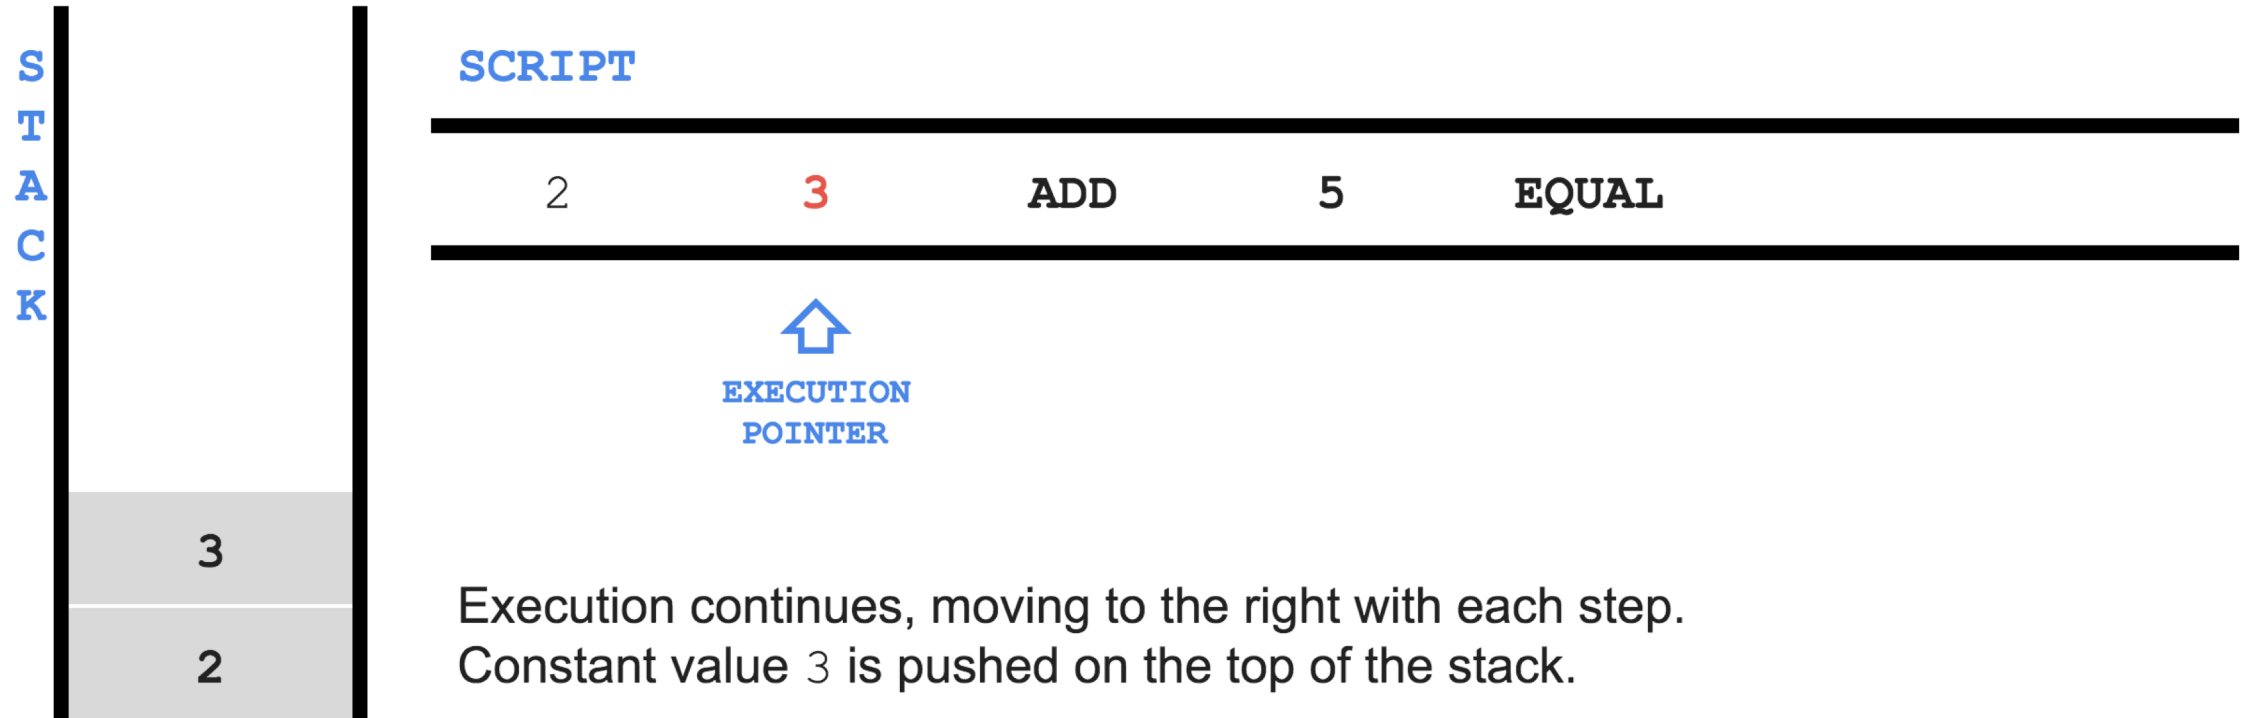 STACK
SCRIPT
2 3 ADD 5 EQUAL
EXECUTION
POINTER
3
2
Execution continues, moving to the right with each step.
Constant value 3 is pushed on the top of the stack.